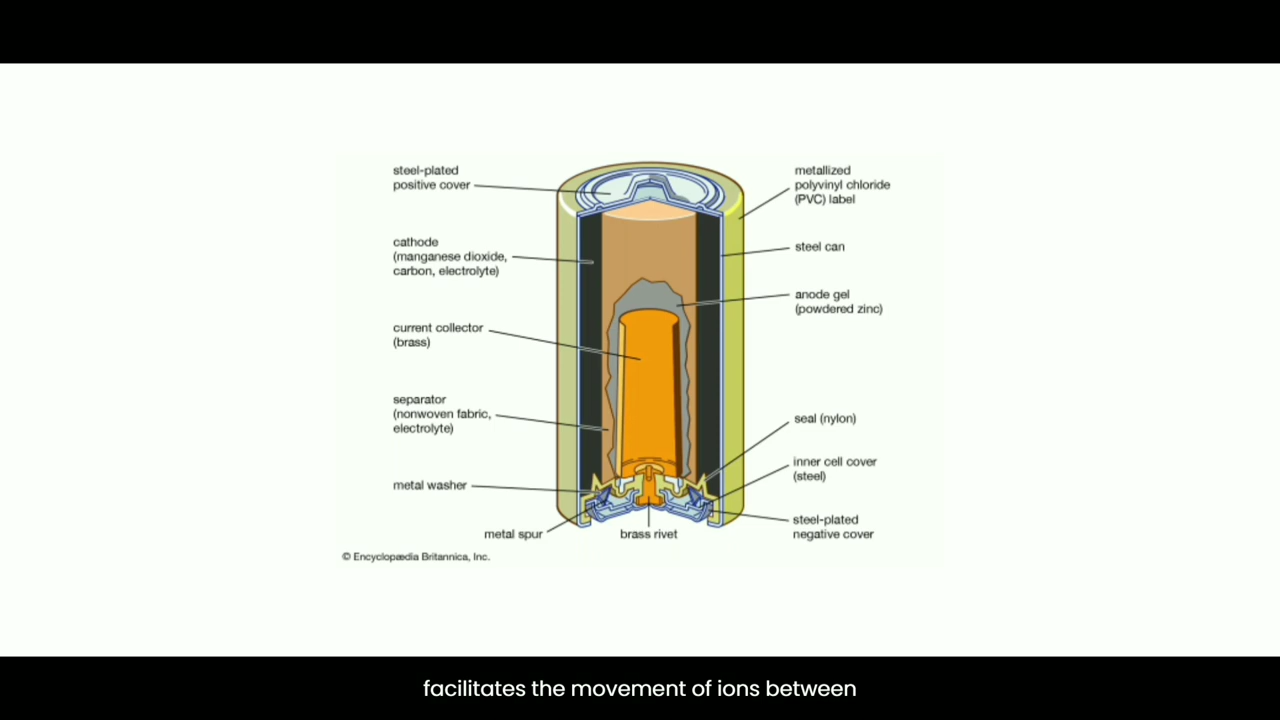 steel-plated
positive cover
cathode
(manganese dioxide,
carbon, electrolyte)
current collector
(brass)
separator
(nonwoven fabric,
electrolyte)
metal washer
metal spur
brass rivet
metallized
polyvinyl chloride
(PVC) label
steel can
anode gel
(powdered zinc)
seal (nylon)
inner cell cover
(steel)
steel-plated
negative cover
© Encyclopædia Britannica, Inc.
facilitates the movement of ions between